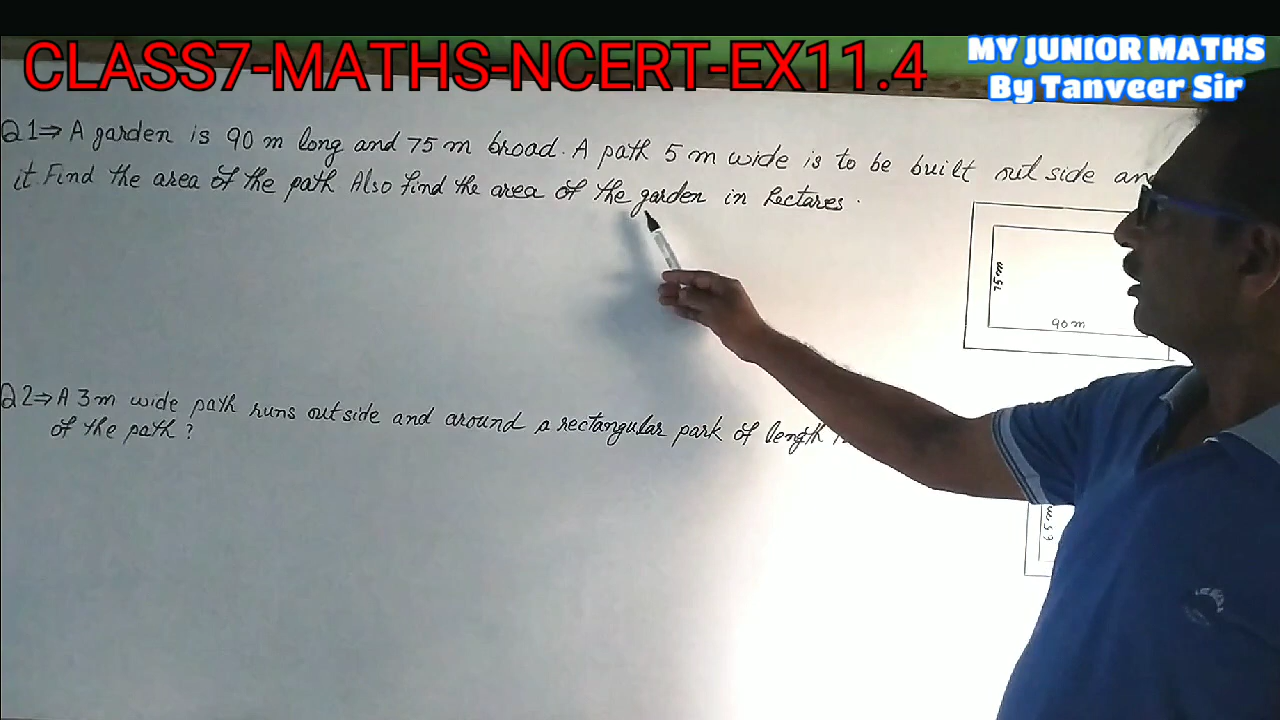 CLASS7-MATHS-NCERT-EX11.4
MY JUNIOR MATHS
By Tanveer Sir
Q1⇒ A garden is 90 m long and 75 m broad. A path 5 m wide is to be built out side
it. Find the area of the path Also find the area of the garden in hectares.
75 m
90 m
Q2⇒ A 3m wide path runs out side and around a rectangular park of length
of the path?